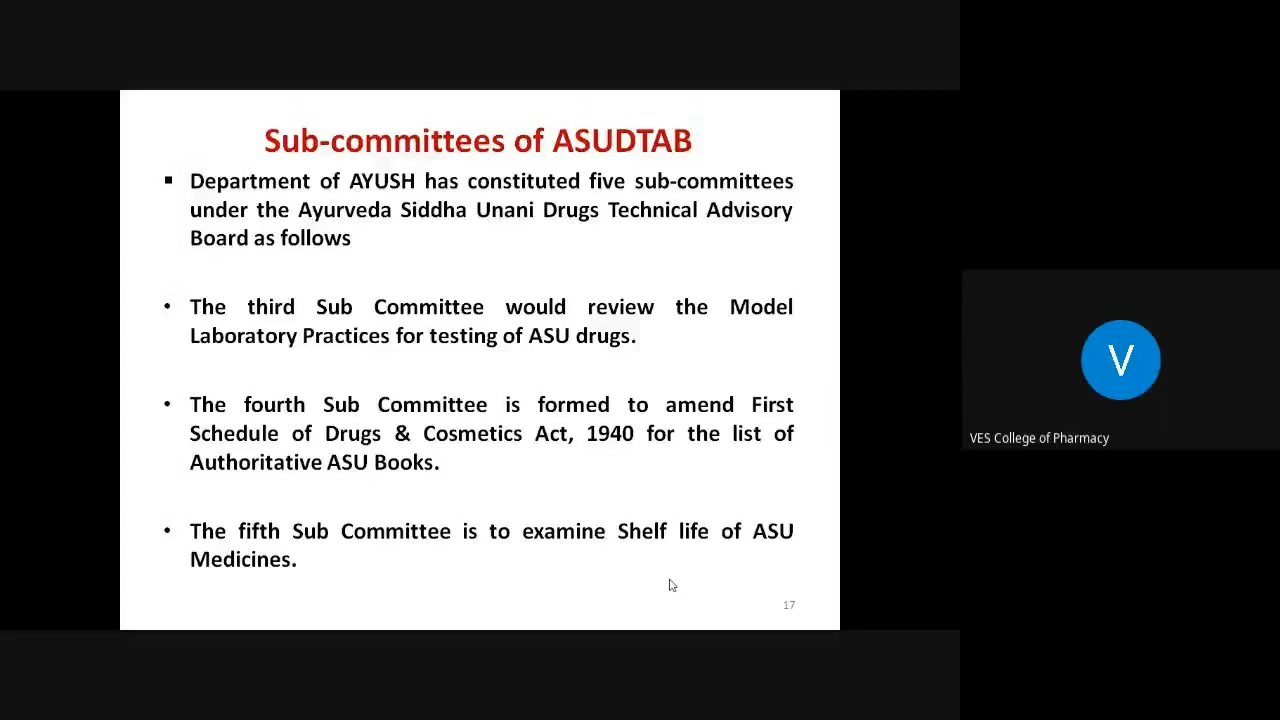 Sub-committees of ASUDTAB
▪ Department of AYUSH has constituted five sub-committees
under the Ayurveda Siddha Unani Drugs Technical Advisory
Board as follows
• The third Sub Committee would review the Model
Laboratory Practices for testing of ASU drugs.
• The fourth Sub Committee is formed to amend First
Schedule of Drugs & Cosmetics Act, 1940 for the list of
Authoritative ASU Books.
• The fifth Sub Committee is to examine Shelf life of ASU
Medicines.
17
V
VES College of Pharmacy